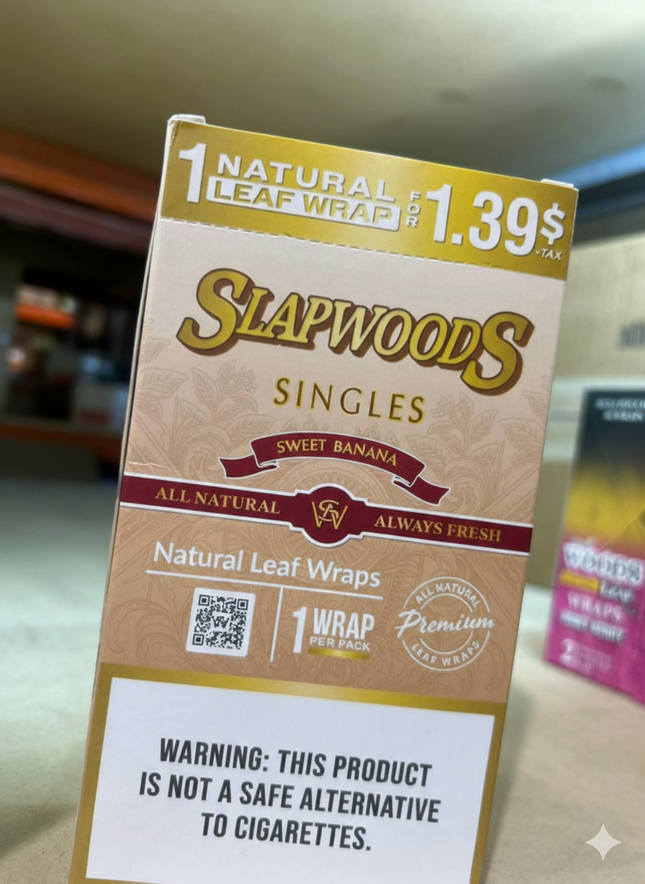 1 NATURAL LEAF WRAP FOR 1.39$
+TAX
SLAPWOODS
SINGLES
SWEET BANANA
ALL NATURAL SW ALWAYS FRESH
Natural Leaf Wraps
1 WRAP
PER PACK
ALL NATURAL
Premium
LEAF WRAPS
WARNING: THIS PRODUCT
IS NOT A SAFE ALTERNATIVE
TO CIGARETTES.
WOODS
WRAPS
2